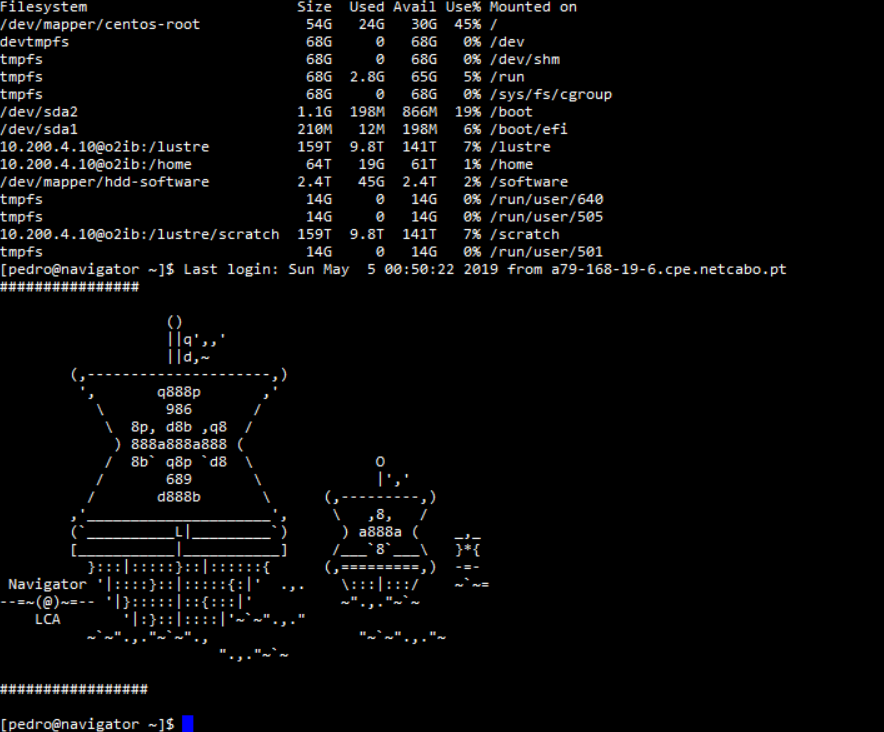 Filesystem                         Size  Used Avail Use% Mounted on
/dev/mapper/centos-root             54G   24G   30G  45% /
devtmpfs                            68G     0   68G   0% /dev
tmpfs                               68G     0   68G   0% /dev/shm
tmpfs                               68G  2.8G   65G   5% /run
tmpfs                               68G     0   68G   0% /sys/fs/cgroup
/dev/sda2                          1.1G  198M  866M  19% /boot
/dev/sda1                          210M   12M  198M   6% /boot/efi
10.200.4.10@o2ib:/lustre           159T  9.8T  141T   7% /lustre
10.200.4.10@o2ib:/home              64T   19G   61T   1% /home
/dev/mapper/hdd-software           2.4T   45G  2.4T   2% /software
tmpfs                               14G     0   14G   0% /run/user/640
tmpfs                               14G     0   14G   0% /run/user/505
10.200.4.10@o2ib:/lustre/scratch   159T  9.8T  141T   7% /scratch
tmpfs                               14G     0   14G   0% /run/user/501
[pedro@navigator ~]$ Last login: Sun May  5 00:50:22 2019 from a79-168-19-6.cpe.netcabo.pt
################

                   ()
                   ||q',,'
                   ||d,~
        (,---------------------,)
         ',       q888p       ,'
           \       986       /
            \  8p, d8b ,q8  /
             ) 888a888a888 (
            /  8b` q8p `d8  \              O
           /       689       \             |','
          /       d888b       \      (,---------,)
        ,'_____________________',     \   ,8,   /
        (`__________L|_________`)      ) a888a (    _,_
        [____________|___________]    /___`8`___\   }*{
          }:::|:::::}::|::::::{      (,=========,)  -=-
 Navigator '|::::}::|:::::{:|'  .,.    \:::|:::/    ~`~=
--=~(@)~=-- '|}:::::|::{:::|'          ~".,."~`~
    LCA       '|:}::|::::|'~`~".,."
          ~`~".,."~`~".,                 "~`~".,."~
                         ".,."~`~

#################

[pedro@navigator ~]$